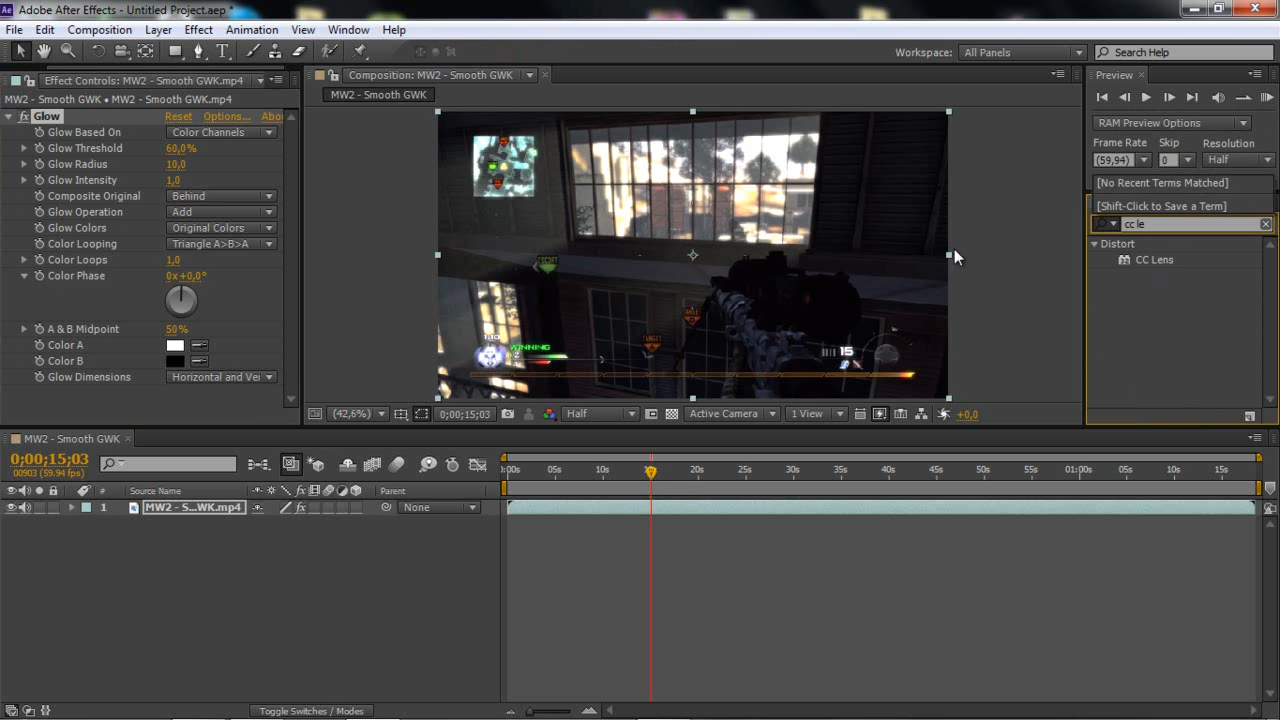 Ae Adobe After Effects - Untitled Project.aep *
File Edit Composition Layer Effect Animation View Window Help
Workspace: All Panels Search Help
Effect Controls: MW2 - Smooth GWK.mp4
MW2 - Smooth GWK • MW2 - Smooth GWK.mp4
fx Glow Reset Options... Abou
Glow Based On Color Channels
Glow Threshold 60,0%
Glow Radius 10,0
Glow Intensity 1,0
Composite Original Behind
Glow Operation Add
Glow Colors Original Colors
Color Looping Triangle A>B>A
Color Loops 1,0
Color Phase 0x+0,0°
A & B Midpoint 50%
Color A
Color B
Glow Dimensions Horizontal and Ver
Composition: MW2 - Smooth GWK
MW2 - Smooth GWK
ESCORT
TARGET
WINNING
15
(42,6%) 0;00;15;03 Half Active Camera 1 View +0,0
Preview
RAM Preview Options
Frame Rate Skip Resolution
(59,94) 0 Half
[No Recent Terms Matched]
[Shift-Click to Save a Term]
cc le
Distort
CC Lens
MW2 - Smooth GWK
0;00;15;03
00903 (59.94 fps)
# Source Name fx Parent
1 MW2 - S...WK.mp4 fx None
):00s 05s 10s 20s 25s 30s 35s 40s 45s 50s 55s 01:00s 05s 10s 15s
Toggle Switches / Modes